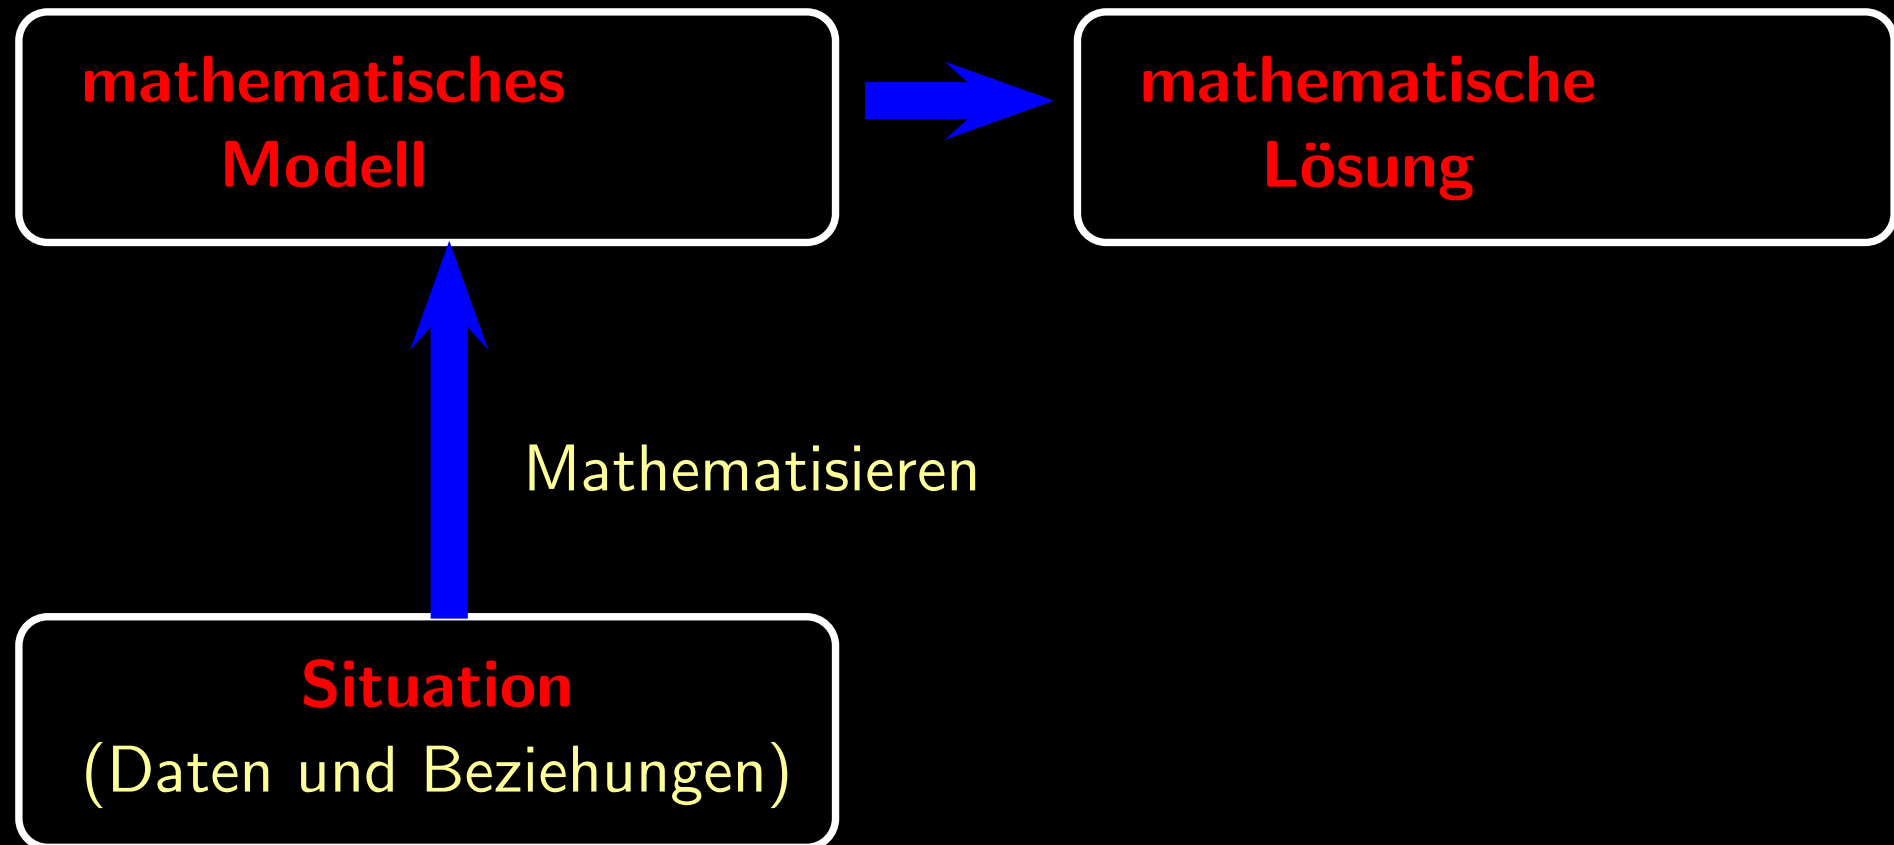 mathematisches
Modell
mathematische
Lösung
Mathematisieren
Situation
(Daten und Beziehungen)